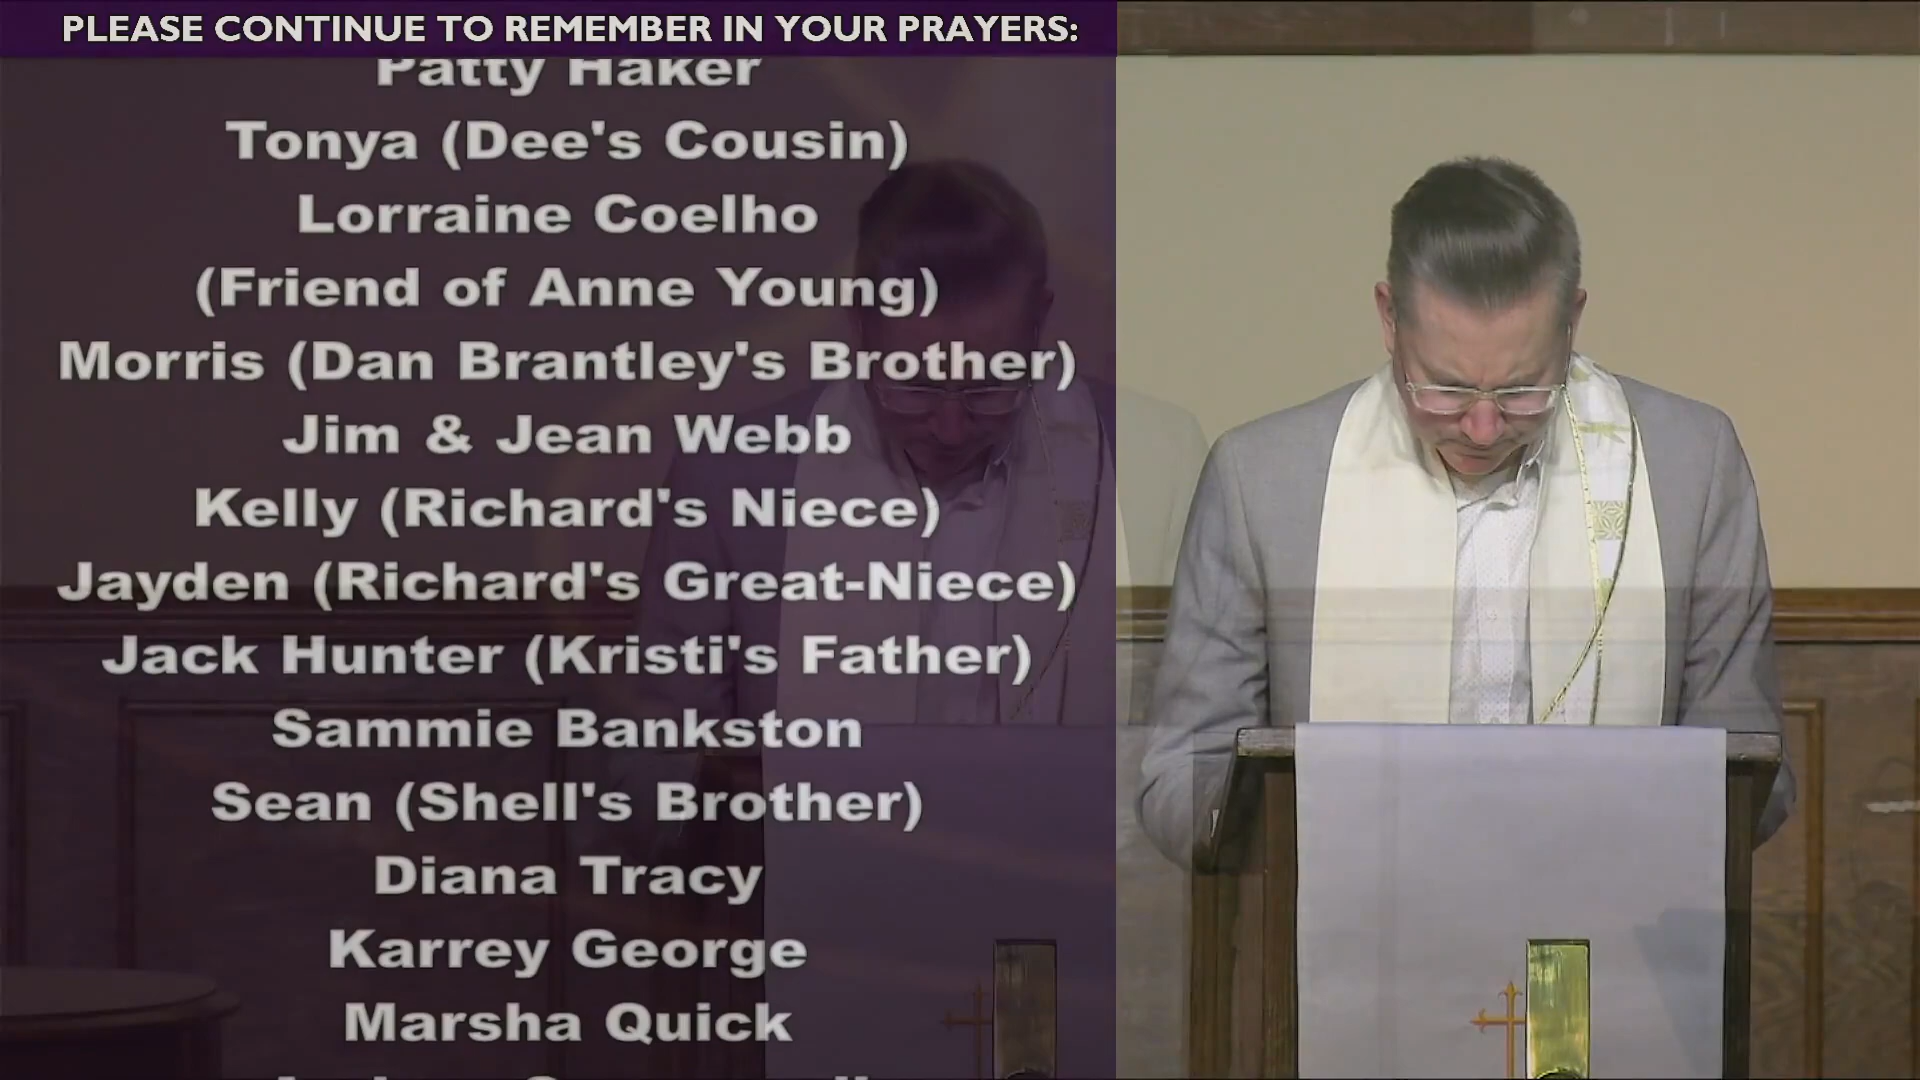 PLEASE CONTINUE TO REMEMBER IN YOUR PRAYERS:
Patty Haker
Tonya (Dee's Cousin)
Lorraine Coelho
(Friend of Anne Young)
Morris (Dan Brantley's Brother)
Jim & Jean Webb
Kelly (Richard's Niece)
Jayden (Richard's Great-Niece)
Jack Hunter (Kristi's Father)
Sammie Bankston
Sean (Shell's Brother)
Diana Tracy
Karrey George
Marsha Quick